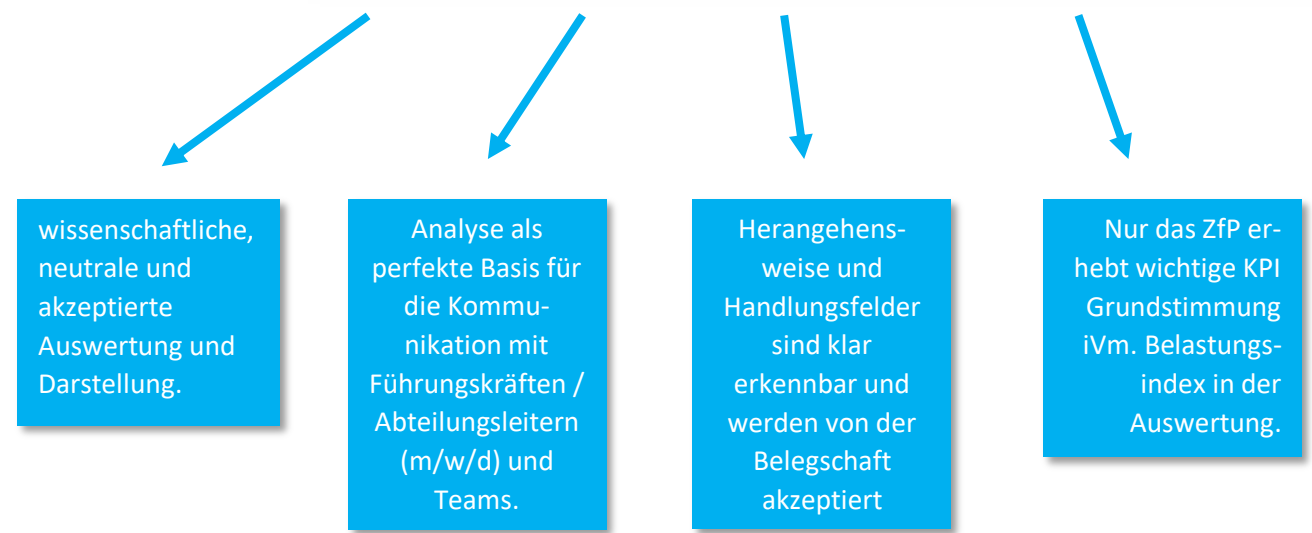 wissenschaftliche,
neutrale und
akzeptierte
Auswertung und
Darstellung.
Analyse als
perfekte Basis für
die Kommu-
nikation mit
Führungskräften /
Abteilungsleitern
(m/w/d) und
Teams.
Herangehens-
weise und
Handlungsfelder
sind klar
erkennbar und
werden von der
Belegschaft
akzeptiert
Nur das ZfP er-
hebt wichtige KPI
Grundstimmung
iVm. Belastungs-
index in der
Auswertung.